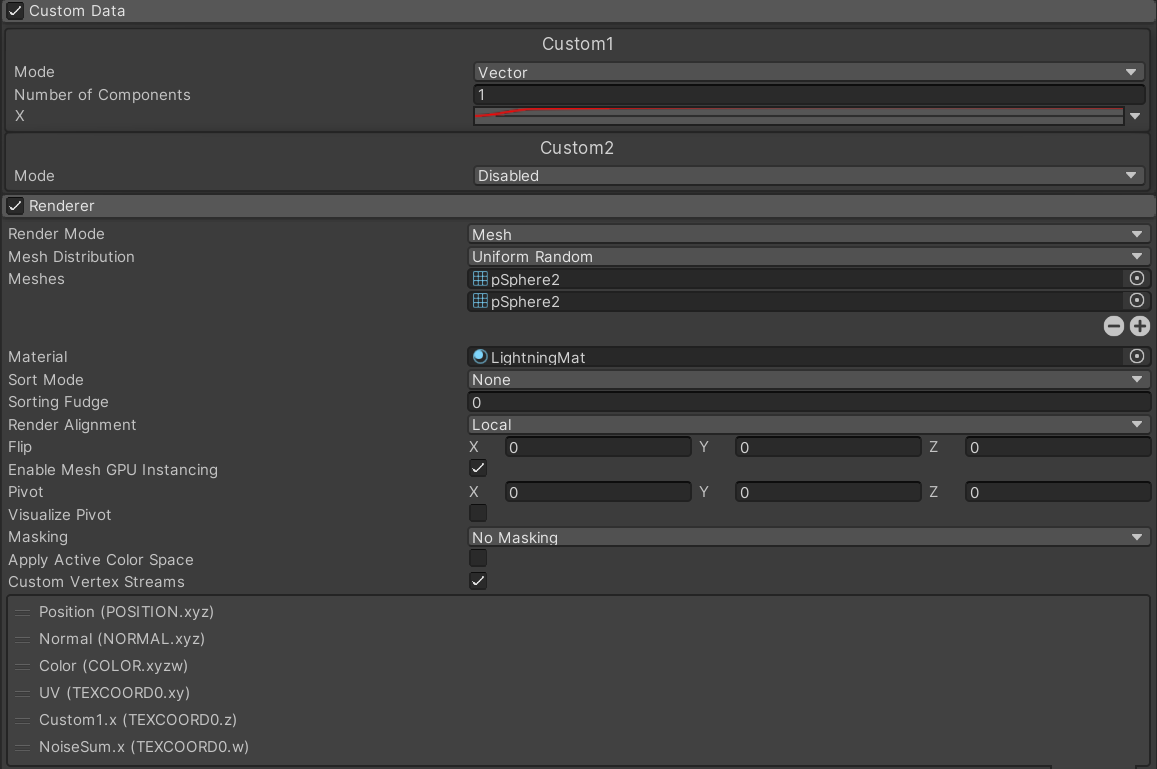 Custom Data
Custom1
Mode Vector
Number of Components 1
X
Custom2
Mode Disabled
Renderer
Render Mode Mesh
Mesh Distribution Uniform Random
Meshes pSphere2
pSphere2
Material LightningMat
Sort Mode None
Sorting Fudge 0
Render Alignment Local
Flip X 0 Y 0 Z 0
Enable Mesh GPU Instancing
Pivot X 0 Y 0 Z 0
Visualize Pivot
Masking No Masking
Apply Active Color Space
Custom Vertex Streams
Position (POSITION.xyz)
Normal (NORMAL.xyz)
Color (COLOR.xyzw)
UV (TEXCOORD0.xy)
Custom1.x (TEXCOORD0.z)
NoiseSum.x (TEXCOORD0.w)